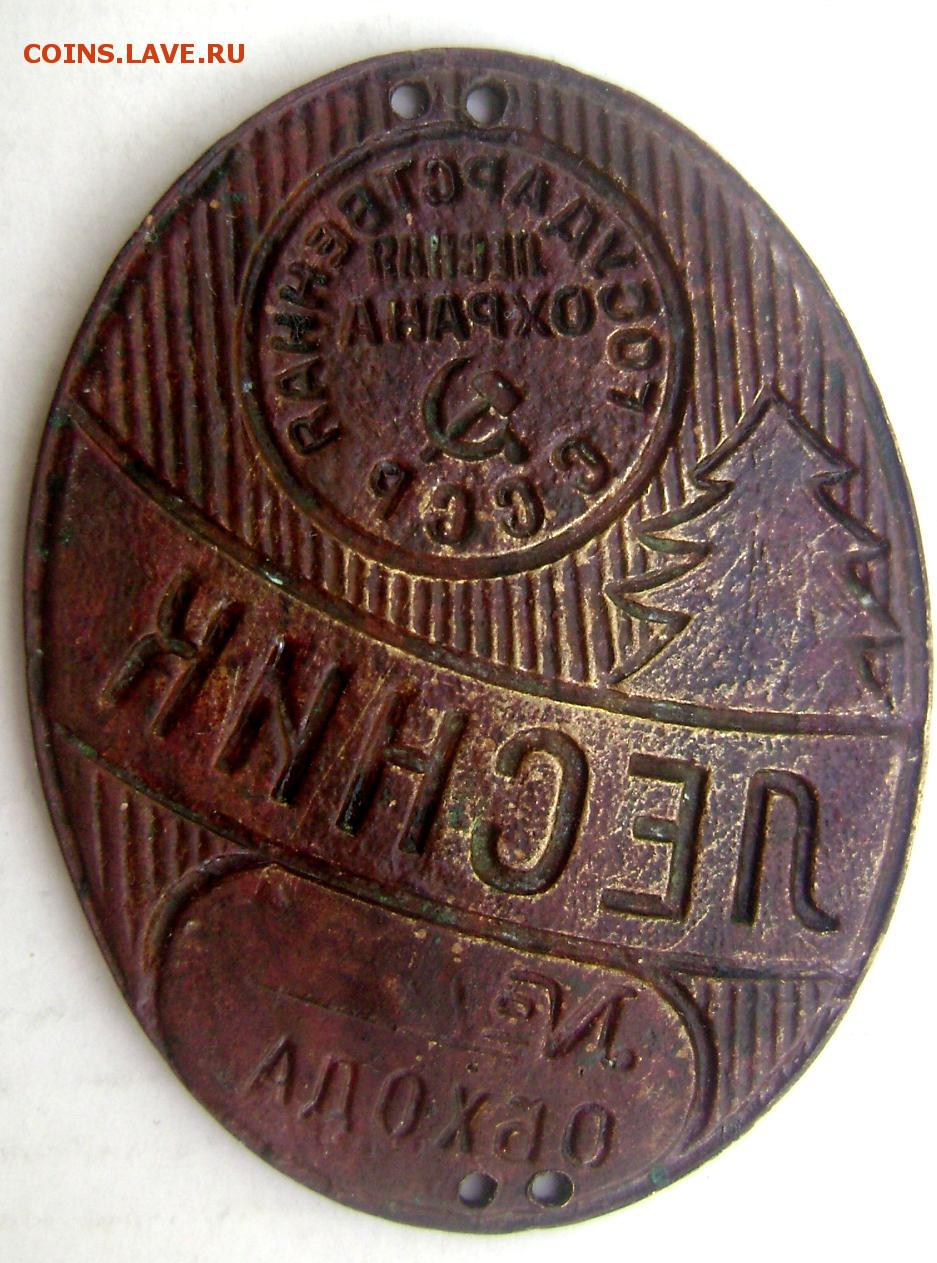 COINS.LAVE.RU
ГОСУДАРСТВЕННАЯ
ЛЕСНАЯ
ОХРАНА
СССР
ЛЕСНИК
№
ОБХОДА